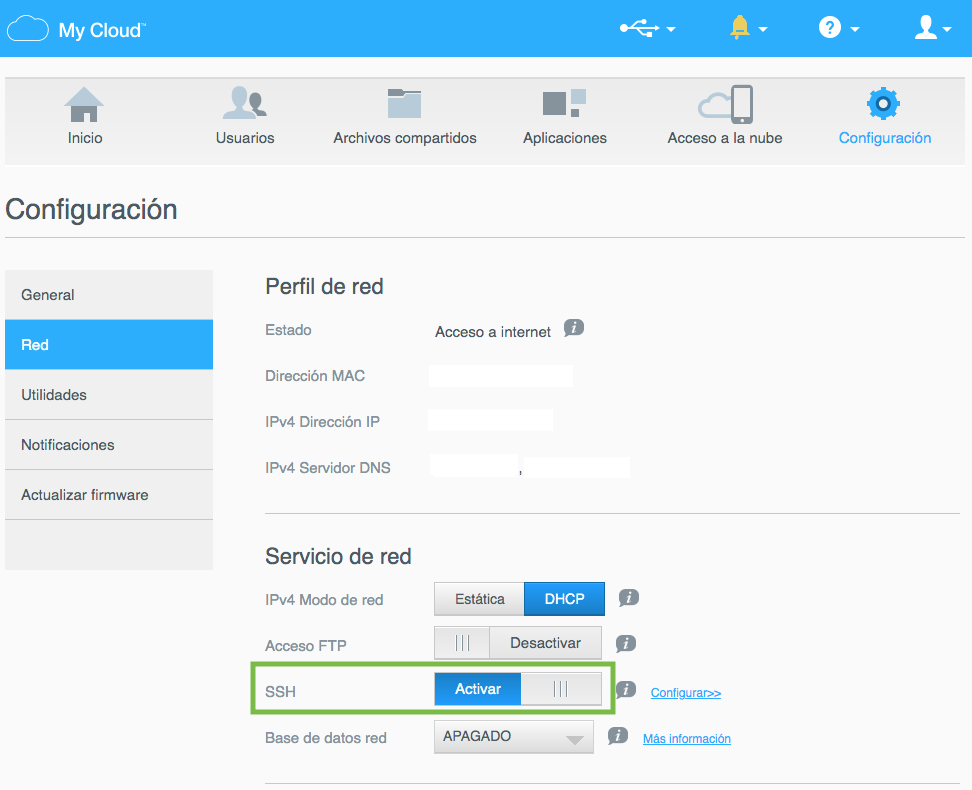 My Cloud™
?
Inicio
Usuarios
Archivos compartidos
Aplicaciones
Acceso a la nube
Configuración
Configuración
General
Red
Utilidades
Notificaciones
Actualizar firmware
Perfil de red
Estado Acceso a internet i
Dirección MAC
IPv4 Dirección IP
IPv4 Servidor DNS ,
Servicio de red
IPv4 Modo de red Estática DHCP i
Acceso FTP Desactivar i
SSH Activar i Configurar>>
Base de datos red APAGADO i Más información